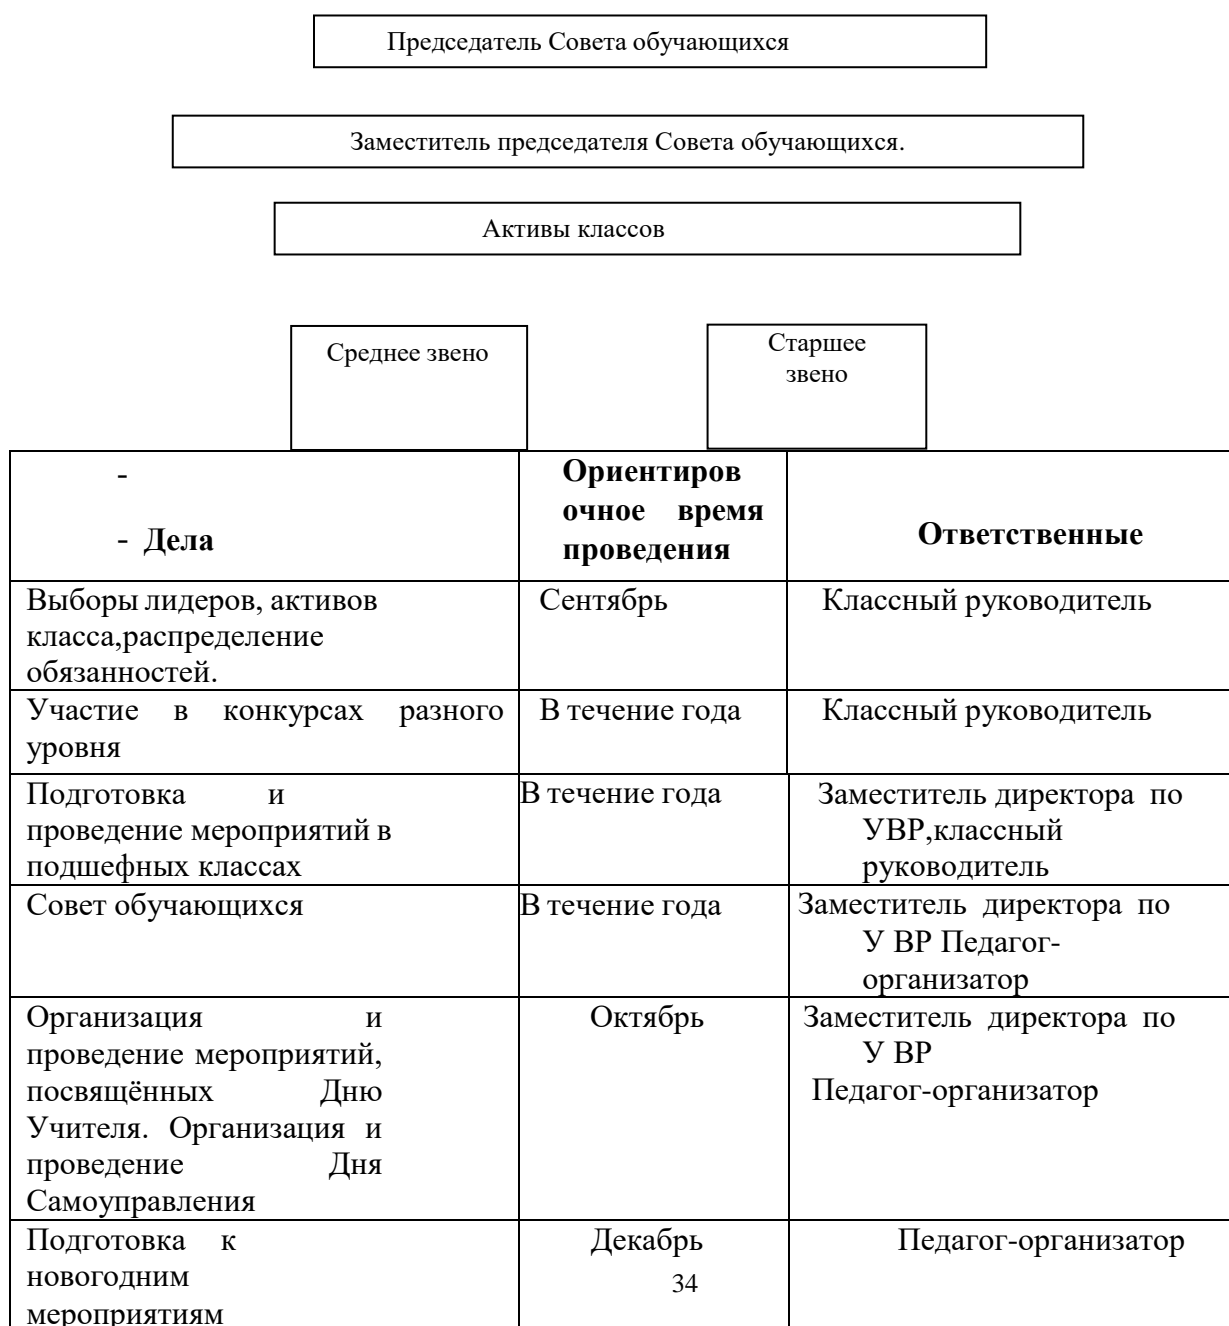 Председатель Совета обучающихся
Заместитель председателя Совета обучающихся.
Активы классов
Среднее звено
Старшее
звено
-
- Дела
Ориентиров
очное время
проведения
Ответственные
Выборы лидеров, активов
класса,распределение
обязанностей.
Сентябрь
Классный руководитель
Участие в конкурсах разного
уровня
В течение года
Классный руководитель
Подготовка и
проведение мероприятий в
подшефных классах
В течение года
Заместитель директора по
УВР,классный
руководитель
Совет обучающихся
В течение года
Заместитель директора по
У ВР Педагог-
организатор
Организация и
проведение мероприятий,
посвящённых Дню
Учителя. Организация и
проведение Дня
Самоуправления
Октябрь
Заместитель директора по
У ВР
Педагог-организатор
Подготовка к
новогодним
мероприятиям
Декабрь
Педагог-организатор
34